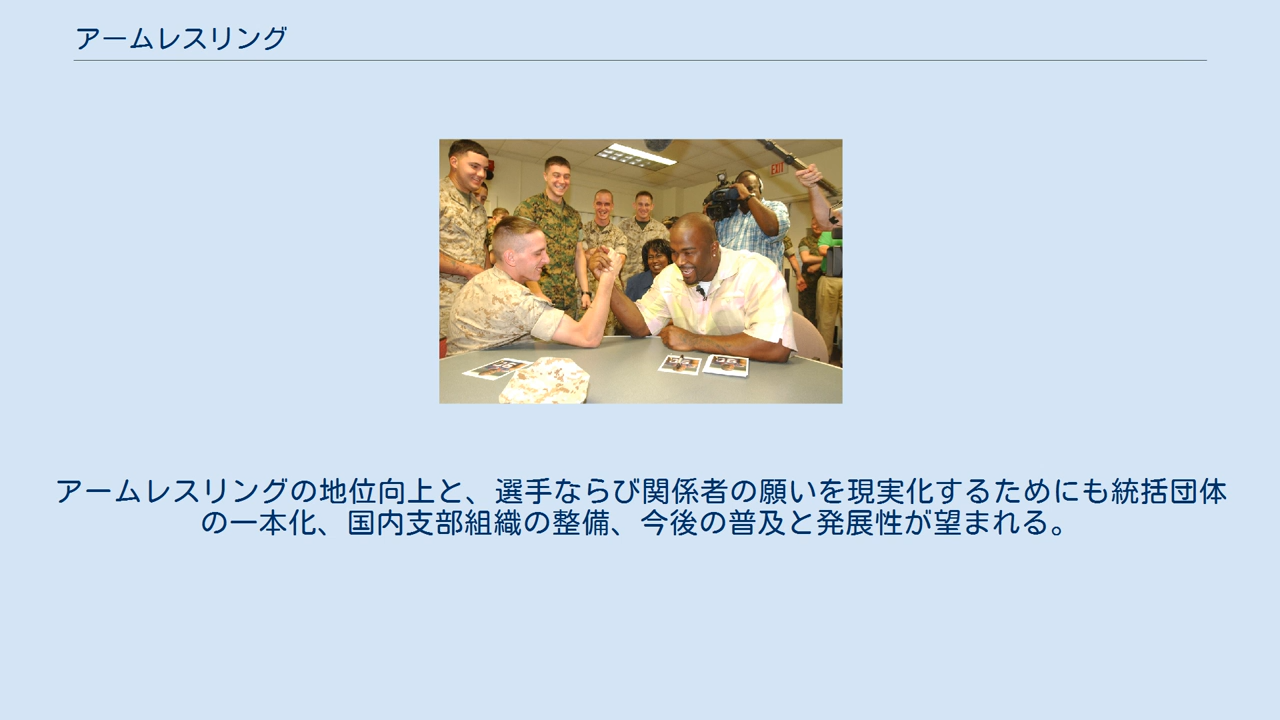 アームレスリング
EXIT
アームレスリングの地位向上と、選手ならび関係者の願いを現実化するためにも統括団体
の一本化、国内支部組織の整備、今後の普及と発展性が望まれる。